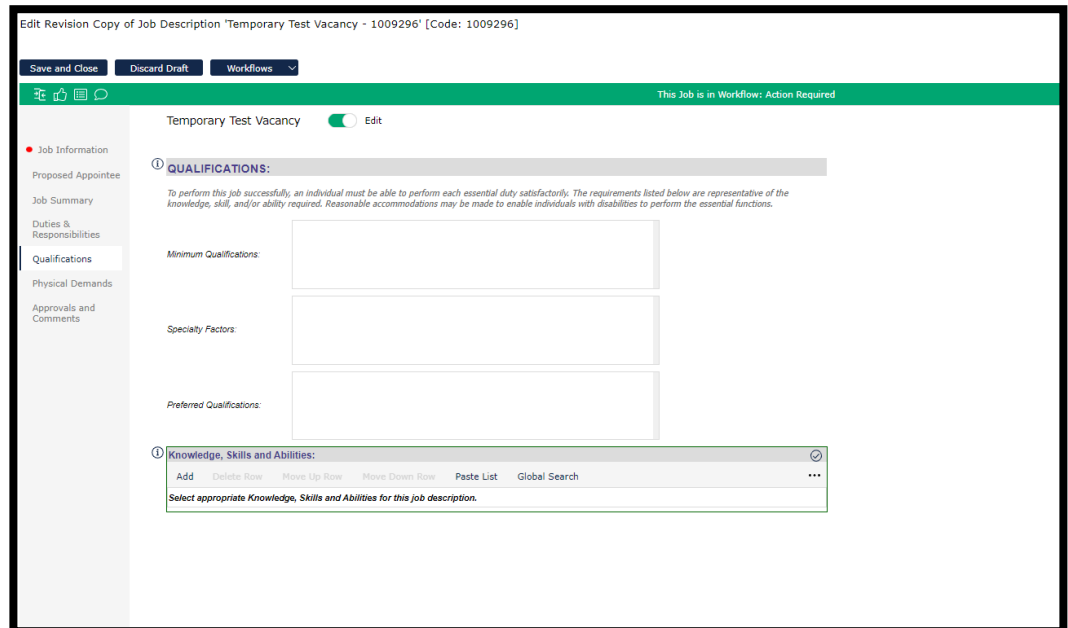 Edit Revision Copy of Job Description 'Temporary Test Vacancy - 1009296' [Code: 1009296]
Save and Close
Discard Draft
Workflows
This Job is in Workflow: Action Required
Temporary Test Vacancy
Edit
Job Information
Proposed Appointee
Job Summary
Duties &
Responsibilities
Qualifications
Physical Demands
Approvals and
Comments
QUALIFICATIONS:
To perform this job successfully, an individual must be able to perform each essential duty satisfactorily. The requirements listed below are representative of the
knowledge, skill, and/or ability required. Reasonable accommodations may be made to enable individuals with disabilities to perform the essential functions.
Minimum Qualifications:
Specialty Factors:
Preferred Qualifications:
Knowledge, Skills and Abilities:
Add Delete Row Move Up Row Move Down Row Paste List Global Search
Select appropriate Knowledge, Skills and Abilities for this job description.